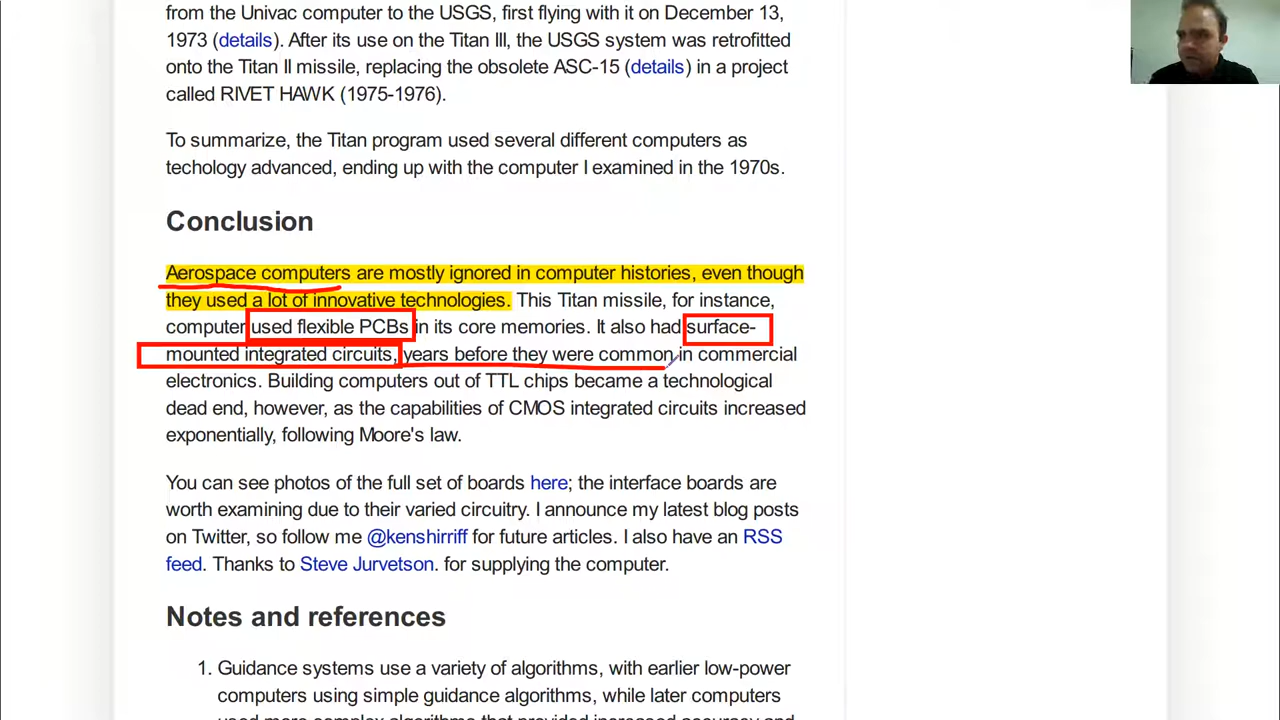 from the Univac computer to the USGS, first flying with it on December 13,
1973 (details). After its use on the Titan III, the USGS system was retrofitted
onto the Titan II missile, replacing the obsolete ASC-15 (details) in a project
called RIVET HAWK (1975-1976).
To summarize, the Titan program used several different computers as
techology advanced, ending up with the computer I examined in the 1970s.
Conclusion
Aerospace computers are mostly ignored in computer histories, even though
they used a lot of innovative technologies. This Titan missile, for instance,
computer used flexible PCBs in its core memories. It also had surface-
mounted integrated circuits, years before they were common in commercial
electronics. Building computers out of TTL chips became a technological
dead end, however, as the capabilities of CMOS integrated circuits increased
exponentially, following Moore's law.
You can see photos of the full set of boards here; the interface boards are
worth examining due to their varied circuitry. I announce my latest blog posts
on Twitter, so follow me @kenshirriff for future articles. I also have an RSS
feed. Thanks to Steve Jurvetson. for supplying the computer.
Notes and references
1. Guidance systems use a variety of algorithms, with earlier low-power
computers using simple guidance algorithms, while later computers
used more complex algorithms that provided increased accuracy and